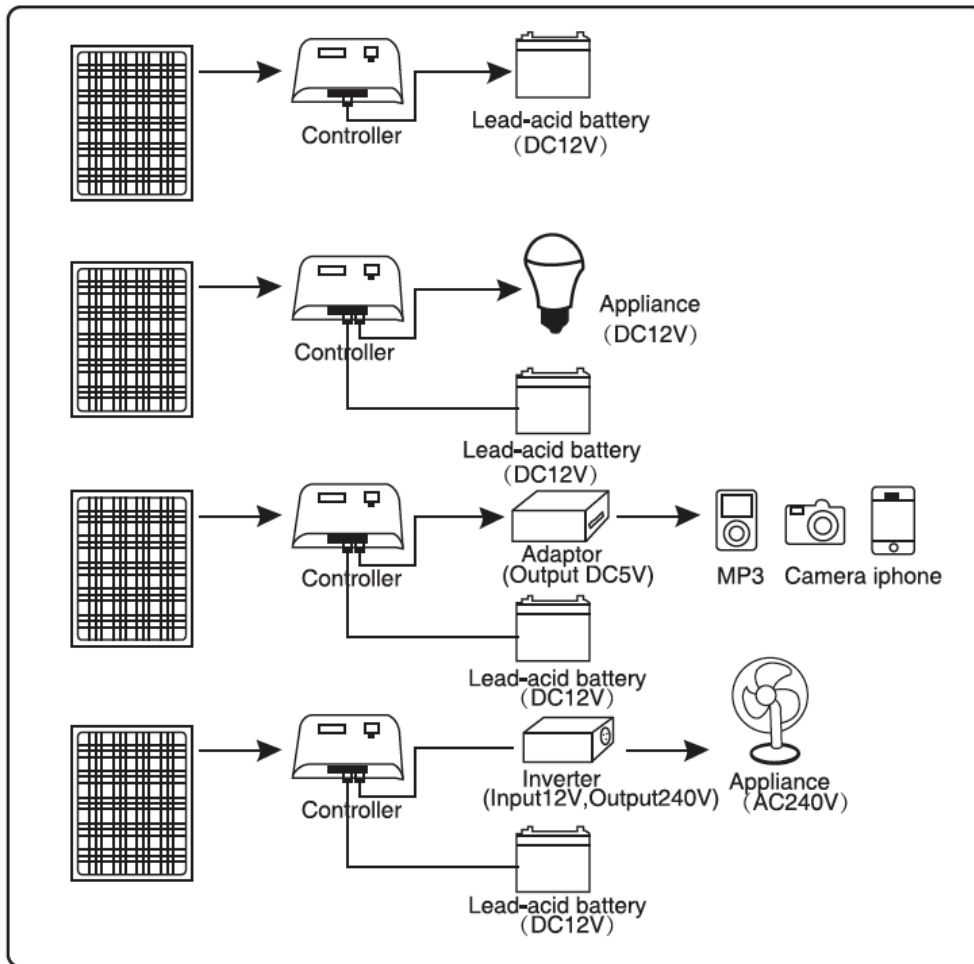 Controller
Lead-acid battery
（DC12V）
Appliance
（DC12V）
Controller
Lead-acid battery
（DC12V）
Controller
Adaptor
(Output DC5V)
MP3 Camera iphone
Lead-acid battery
（DC12V）
Controller
Inverter
(Input12V,Output240V)
Appliance
（AC240V）
Lead-acid battery
（DC12V）